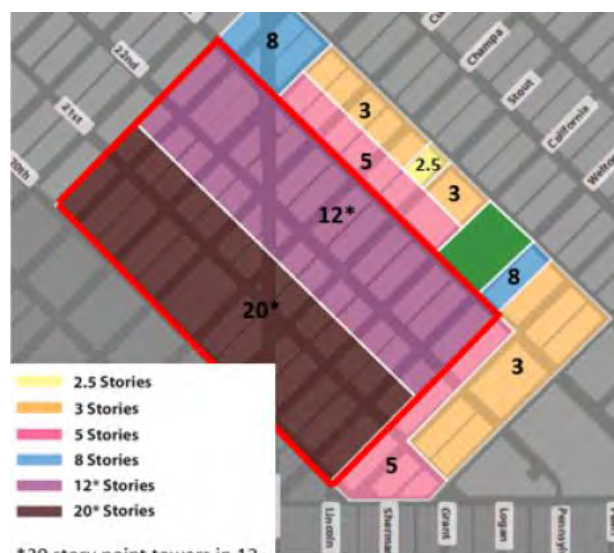 Champa
Stout
California
22nd
21st
20th
8
3
5
2.5
3
12*
8
20*
3
5
2.5 Stories
3 Stories
5 Stories
8 Stories
12* Stories
20* Stories
Lincoln
Grant
Logan